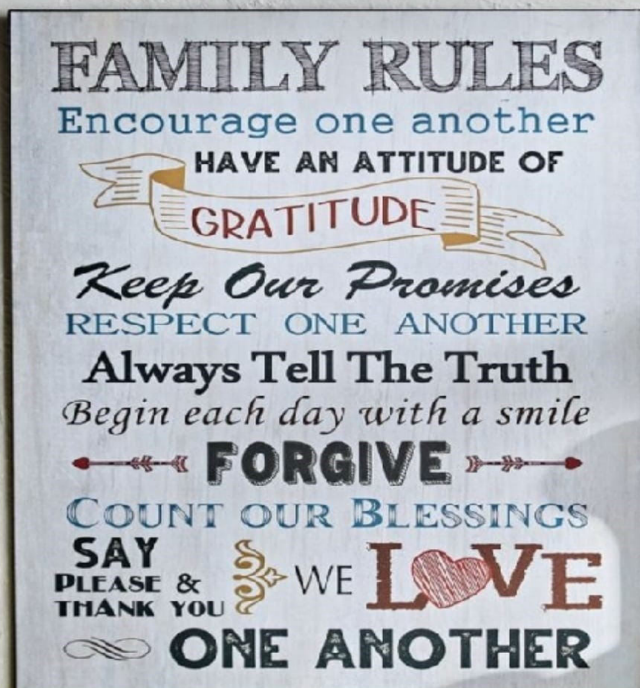 FAMILY RULES
Encourage one another
HAVE AN ATTITUDE OF
GRATITUDE
Keep Our Promises
RESPECT ONE ANOTHER
Always Tell The Truth
Begin each day with a smile
FORGIVE
COUNT OUR BLESSINGS
SAY
PLEASE &
THANK YOU
WE LOVE
ONE ANOTHER